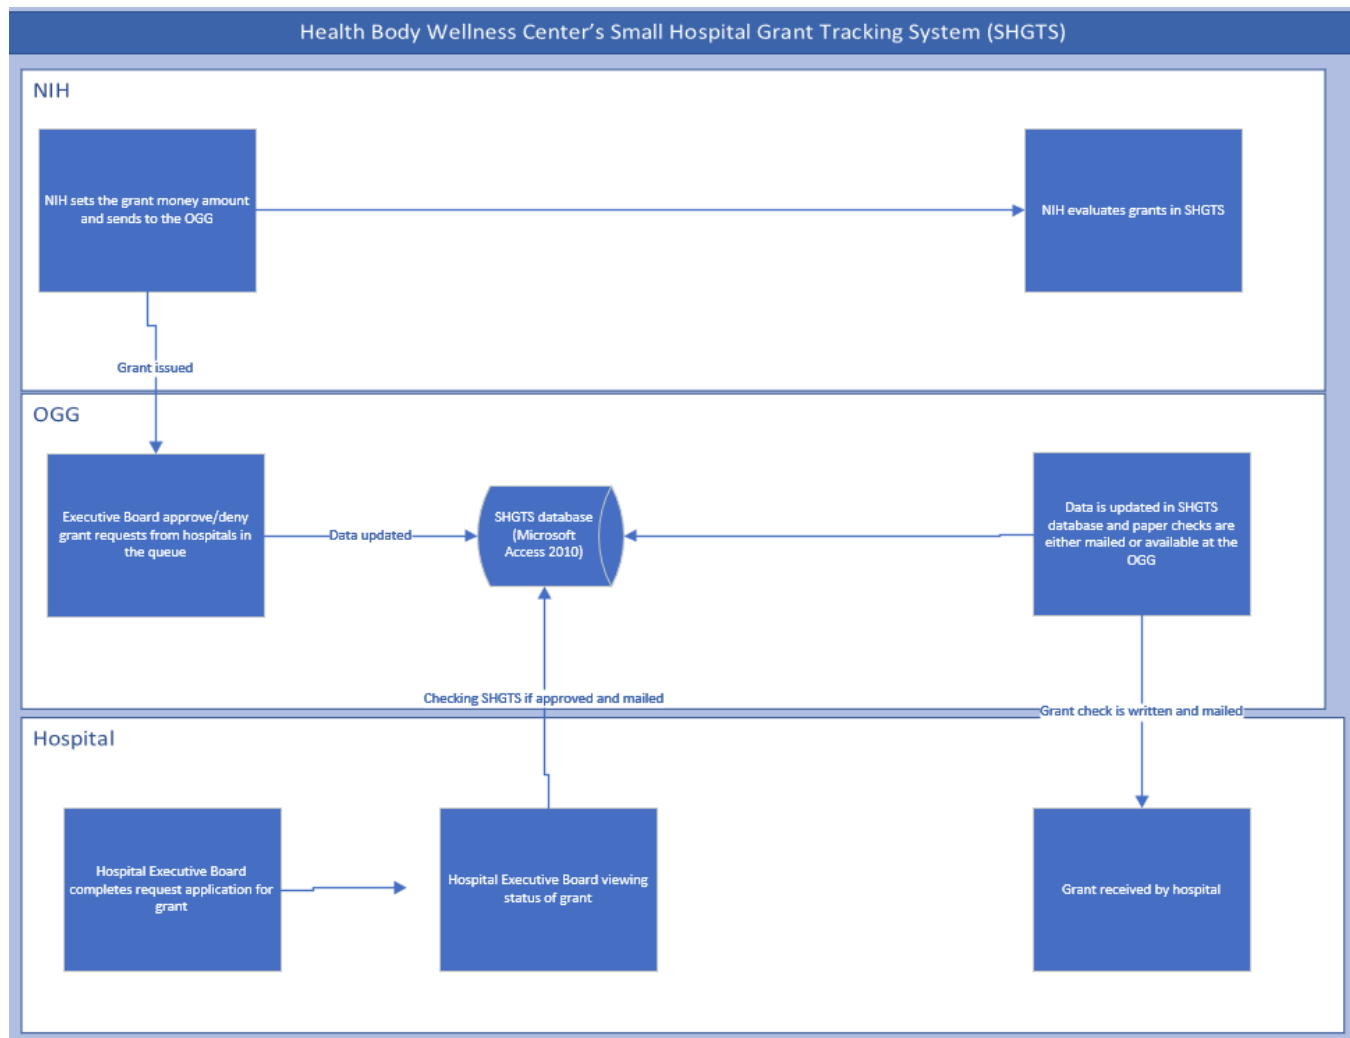 Health Body Wellness Center’s Small Hospital Grant Tracking System (SHGTS)
NIH
NIH sets the grant money amount
and sends to the OGG
NIH evaluates grants in SHGTS
Grant issued
OGG
Executive Board approve/deny
grant requests from hospitals in
the queue
Data updated
SHGTS database
(Microsoft
Access 2010)
Data is updated in SHGTS
database and paper checks are
either mailed or available at the
OGG
Checking SHGTS if approved and mailed
Grant check is written and mailed
Hospital
Hospital Executive Board
completes request application for
grant
Hospital Executive Board viewing
status of grant
Grant received by hospital